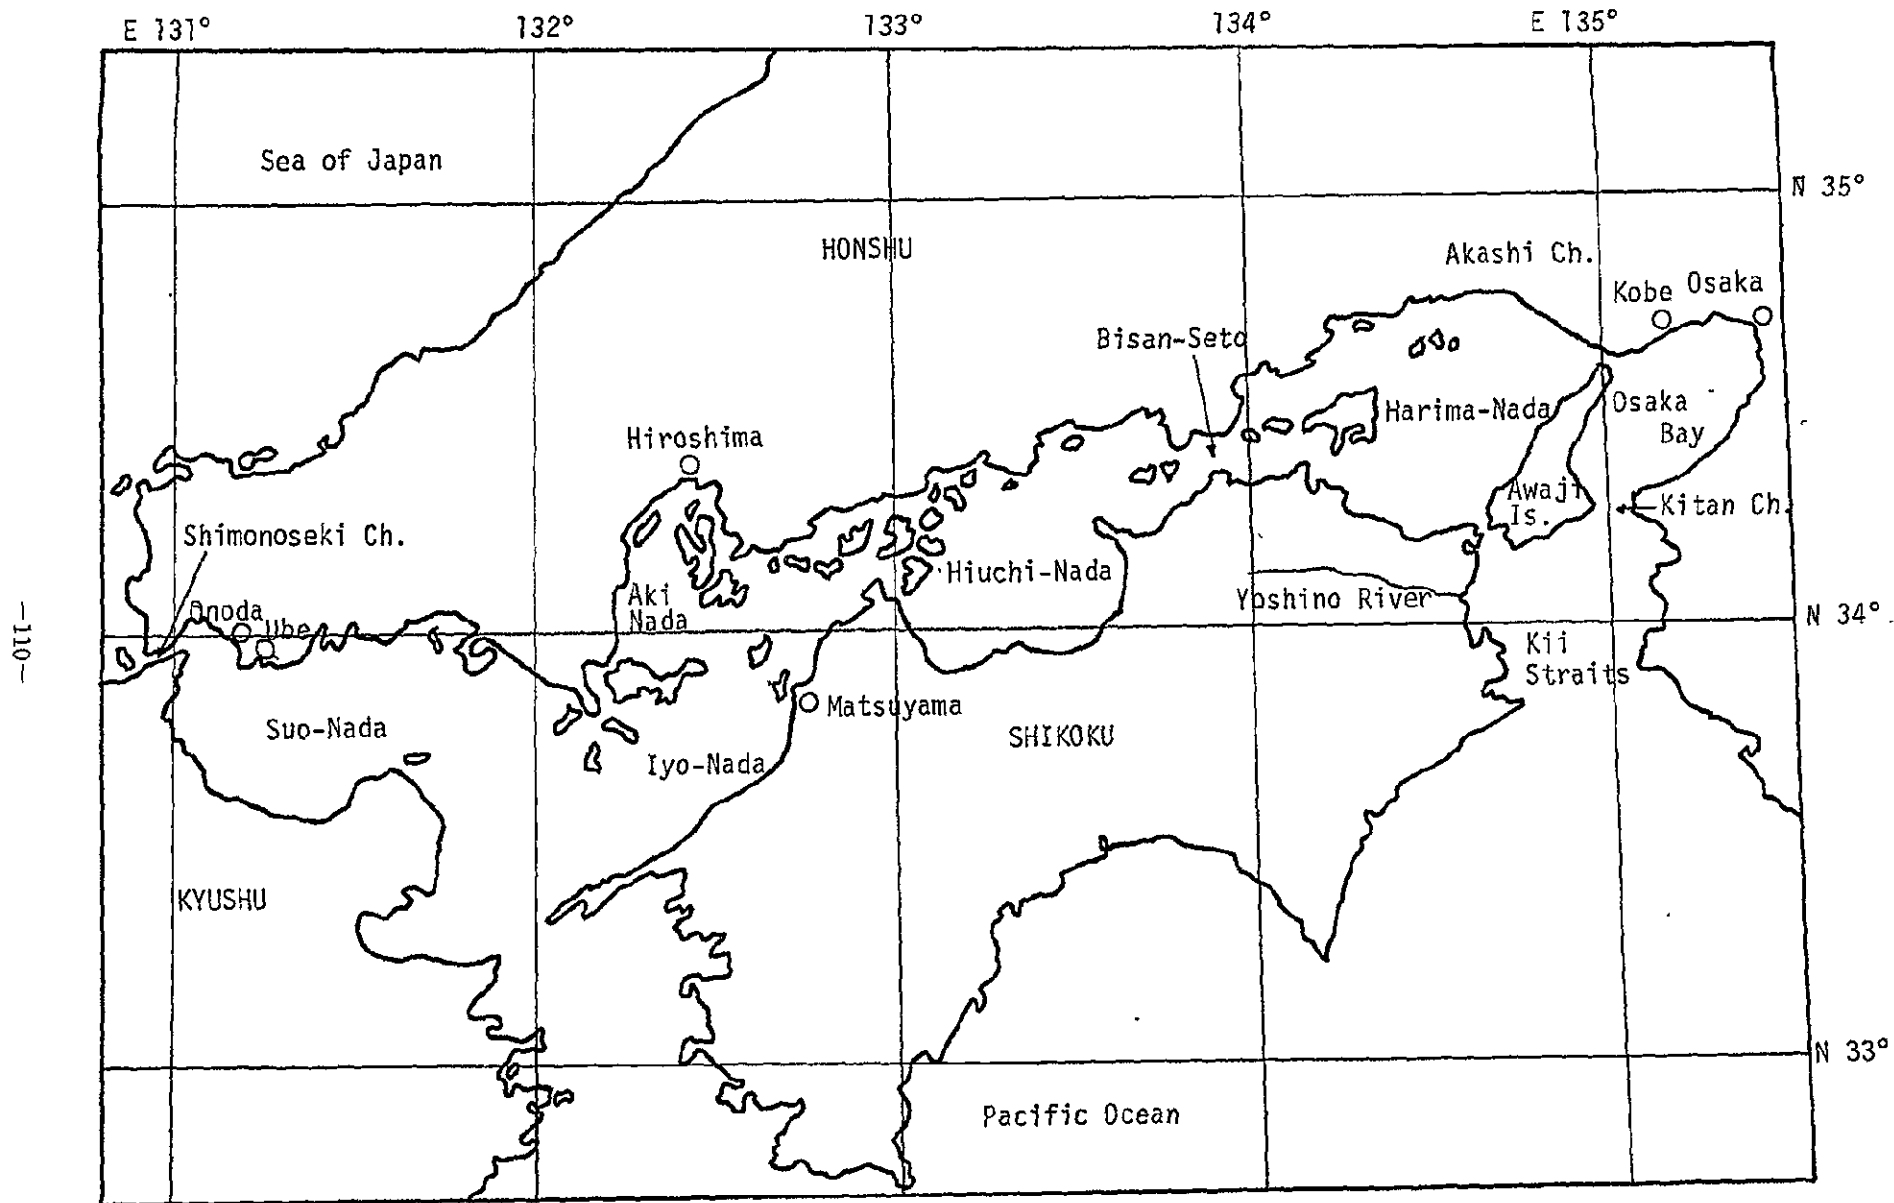 E 131°
132°
133°
134°
E 135°
Sea of Japan
N 35°
HONSHU
Akashi Ch.
Kobe
Osaka
Bisan-Seto
Harima-Nada
Osaka
Bay
Hiroshima
Awaji
Is.
Kitan Ch.
Shimonoseki Ch.
Hiuchi-Nada
Aki
Nada
Yoshino River
Onoda
Ube
N 34°
Kii
Straits
—110—
Matsuyama
Suo-Nada
SHIKOKU
Iyo-Nada
KYUSHU
N 33°
Pacific Ocean